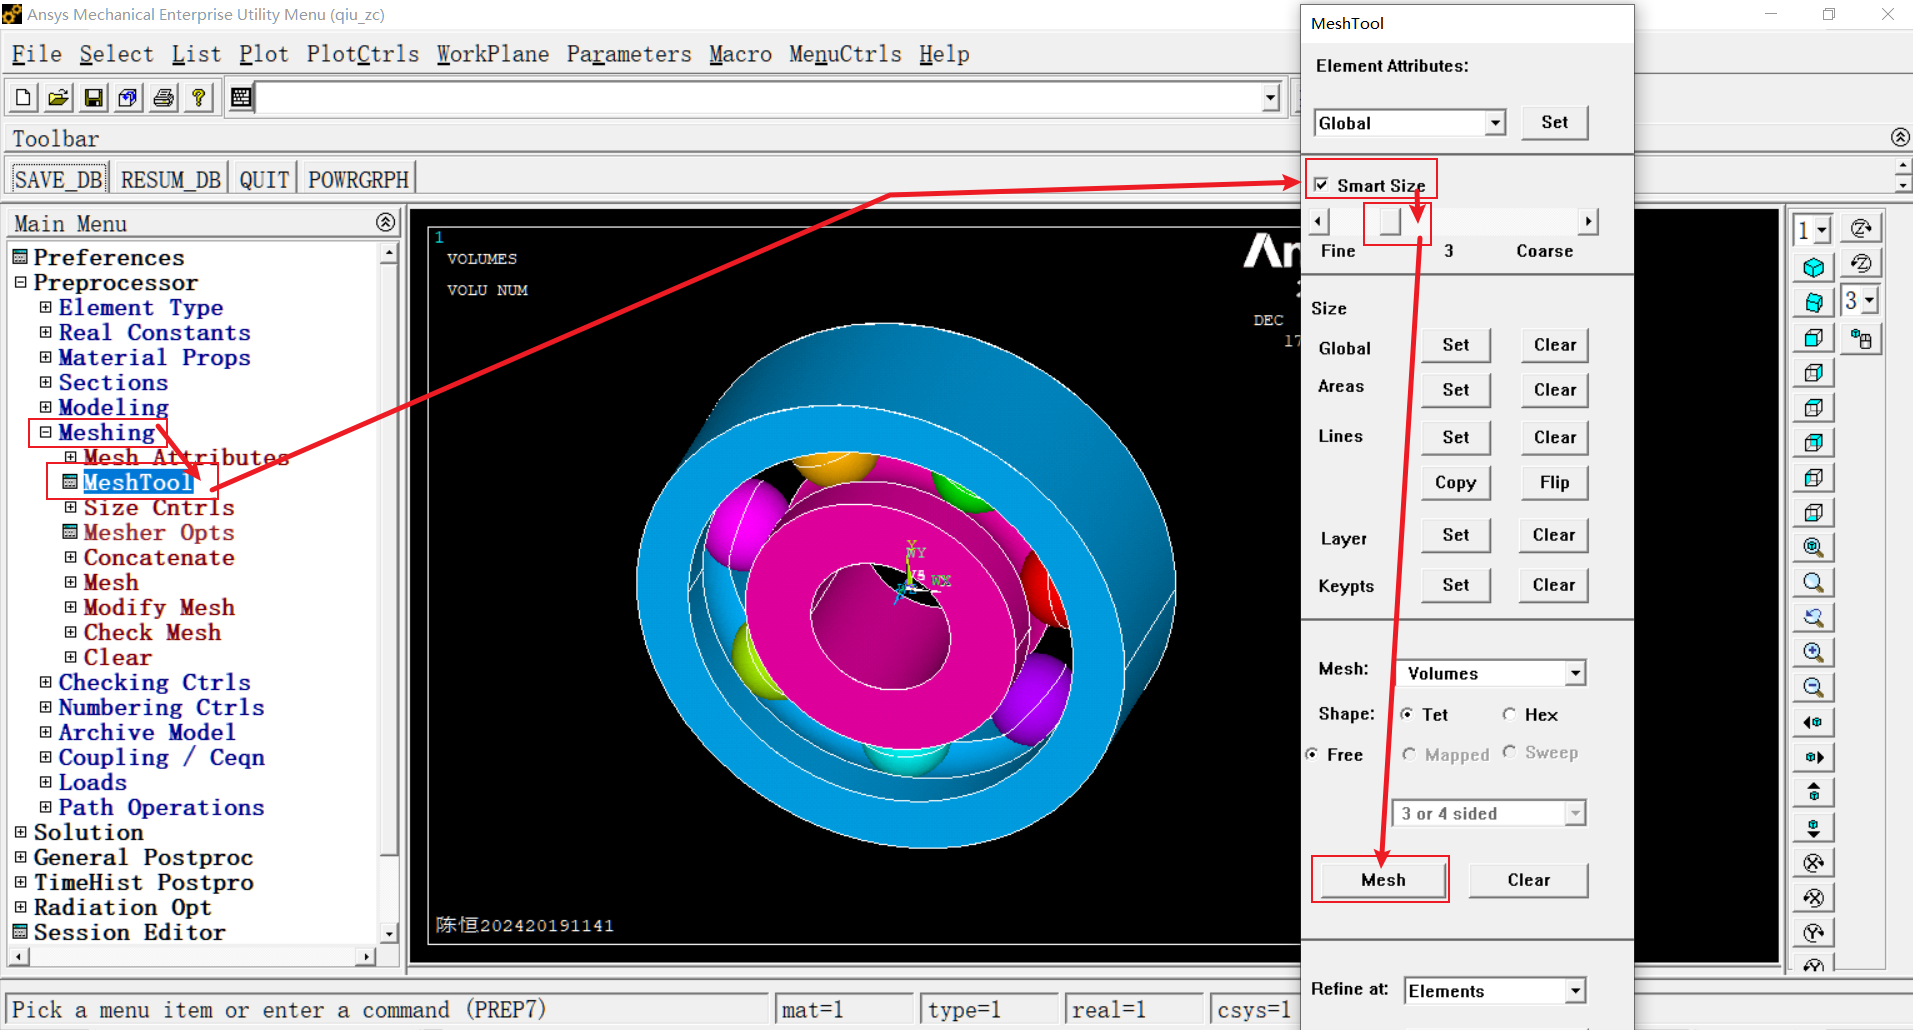 Ansys Mechanical Enterprise Utility Menu (qiu_zc)
File Select List Plot PlotCtrls WorkPlane Parameters Macro MenuCtrls Help
Toolbar
SAVE_DB RESUM_DB QUIT POWRGRPH
Main Menu
Preferences
Preprocessor
Element Type
Real Constants
Material Props
Sections
Modeling
Meshing
Mesh Attributes
MeshTool
Size Cntrls
Mesher Opts
Concatenate
Mesh
Modify Mesh
Check Mesh
Clear
Checking Ctrls
Numbering Ctrls
Archive Model
Coupling / Ceqn
Loads
Path Operations
Solution
General Postproc
TimeHist Postpro
Radiation Opt
Session Editor
1
VOLUMES
VOLU NUM
DEC
17
Y
WY
WX
陈恒202420191141
MeshTool
Element Attributes:
Global Set
Smart Size
Fine 3 Coarse
Size
Global Set Clear
Areas Set Clear
Lines Set Clear
Copy Flip
Layer Set Clear
Keypts Set Clear
Mesh: Volumes
Shape: Tet Hex
Free Mapped Sweep
3 or 4 sided
Mesh Clear
Refine at: Elements
1
3
Pick a menu item or enter a command (PREP7)
mat=1 type=1 real=1 csys=1